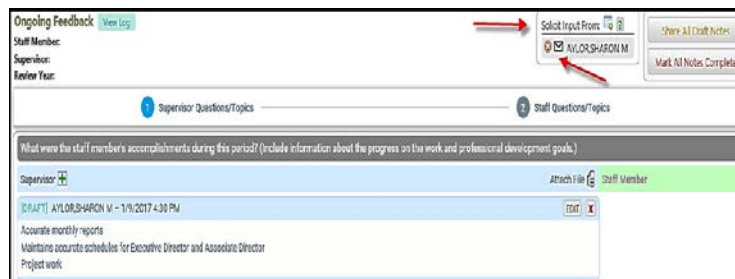 Ongoing Feedback View Log
Staff Member:
Supervisor:
Review Year:
Solicit Input From:
AYLOR,SHARON M
Share All Draft Notes
Mark All Notes Complete
1 Supervisor Questions/Topics
2 Staff Questions/Topics
What were the staff member's accomplishments during this period? (Include information about the progress on the work and professional development goals.)
Supervisor
Attach File
Staff Member
[DRAFT] AYLOR,SHARON M - 1/9/2017 4:30 PM
EDIT X
Accurate monthly reports
Maintains accurate schedules for Executive Director and Associate Director
Project work